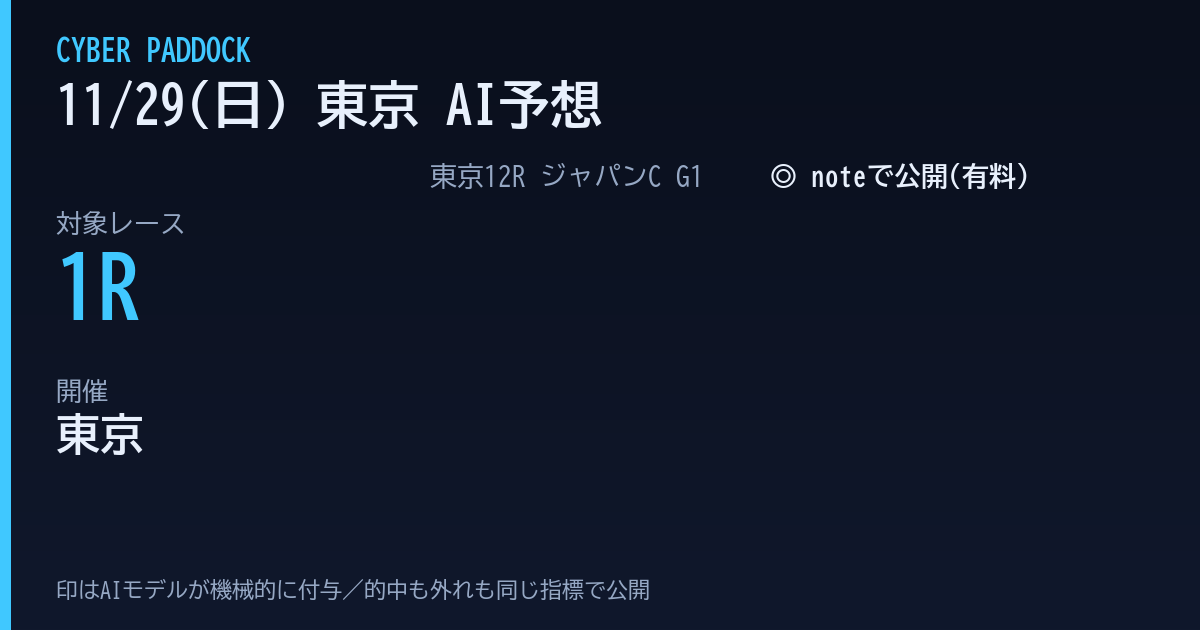 CYBER PADDOCK
11/29(日) 東京 AI予想
東京12R ジャパンC G1 ◎ noteで公開(有料)
対象レース
1R
開催
東京
印はAIモデルが機械的に付与／的中も外れも同じ指標で公開